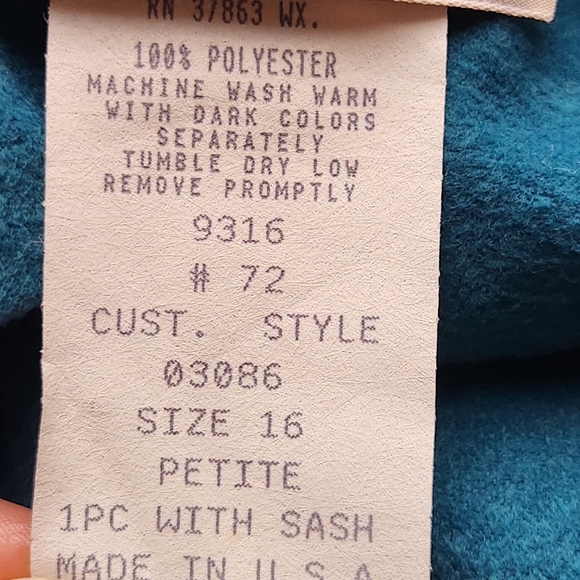 RN 37863 WX.
100% POLYESTER
MACHINE WASH WARM
WITH DARK COLORS
SEPARATELY
TUMBLE DRY LOW
REMOVE PROMPTLY
9316
# 72
CUST. STYLE
03086
SIZE 16
PETITE
1PC WITH SASH
MADE IN U.S.A